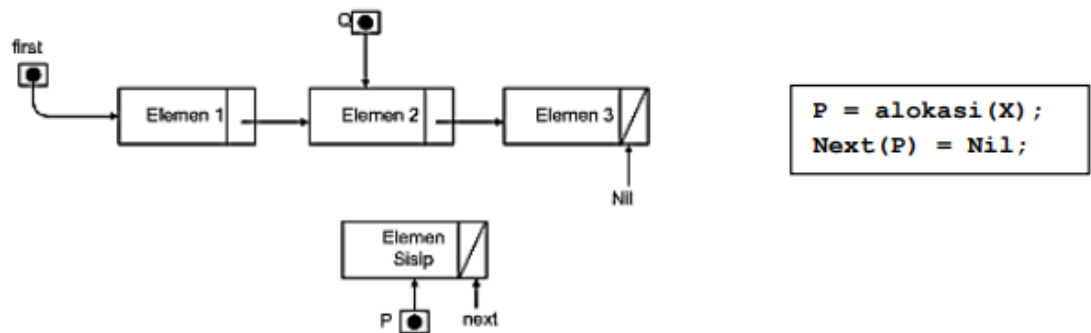 Q
first
Elemen 1
Elemen 2
Elemen 3
P = alokasi(X);
Next(P) = Nil;
Nil
Elemen
Sisip
P
next